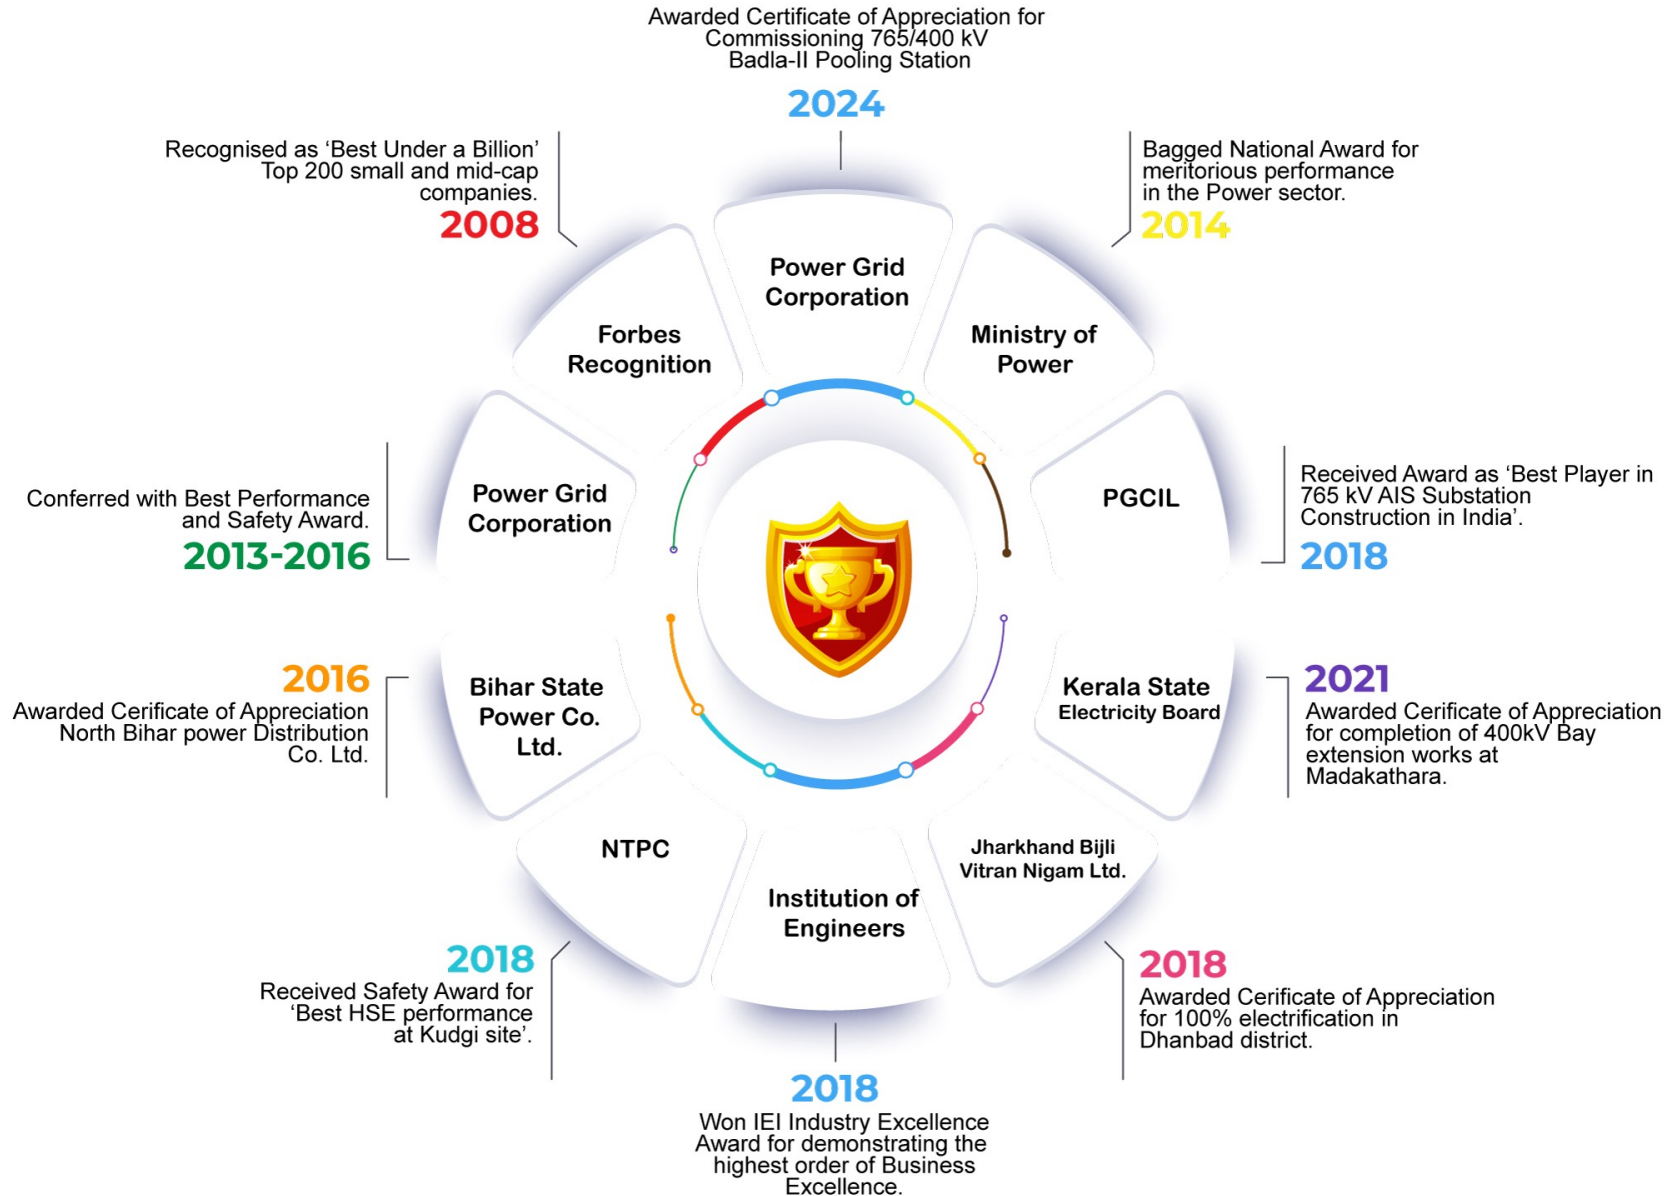 Awarded Certificate of Appreciation for
Commissioning 765/400 kV
Badla-II Pooling Station
2024
Power Grid
Corporation
Bagged National Award for
meritorious performance
in the Power sector.
2014
Ministry of
Power
PGCIL
Received Award as ‘Best Player in
765 kV AIS Substation
Construction in India’.
2018
Kerala State
Electricity Board
2021
Awarded Cerificate of Appreciation
for completion of 400kV Bay
extension works at
Madakathara.
Jharkhand Bijli
Vitran Nigam Ltd.
2018
Awarded Cerificate of Appreciation
for 100% electrification in
Dhanbad district.
Institution of
Engineers
2018
Won IEI Industry Excellence
Award for demonstrating the
highest order of Business
Excellence.
NTPC
2018
Received Safety Award for
‘Best HSE performance
at Kudgi site’.
Bihar State
Power Co.
Ltd.
2016
Awarded Cerificate of Appreciation
North Bihar power Distribution
Co. Ltd.
Power Grid
Corporation
Conferred with Best Performance
and Safety Award.
2013-2016
Forbes
Recognition
Recognised as ‘Best Under a Billion’
Top 200 small and mid-cap
companies.
2008